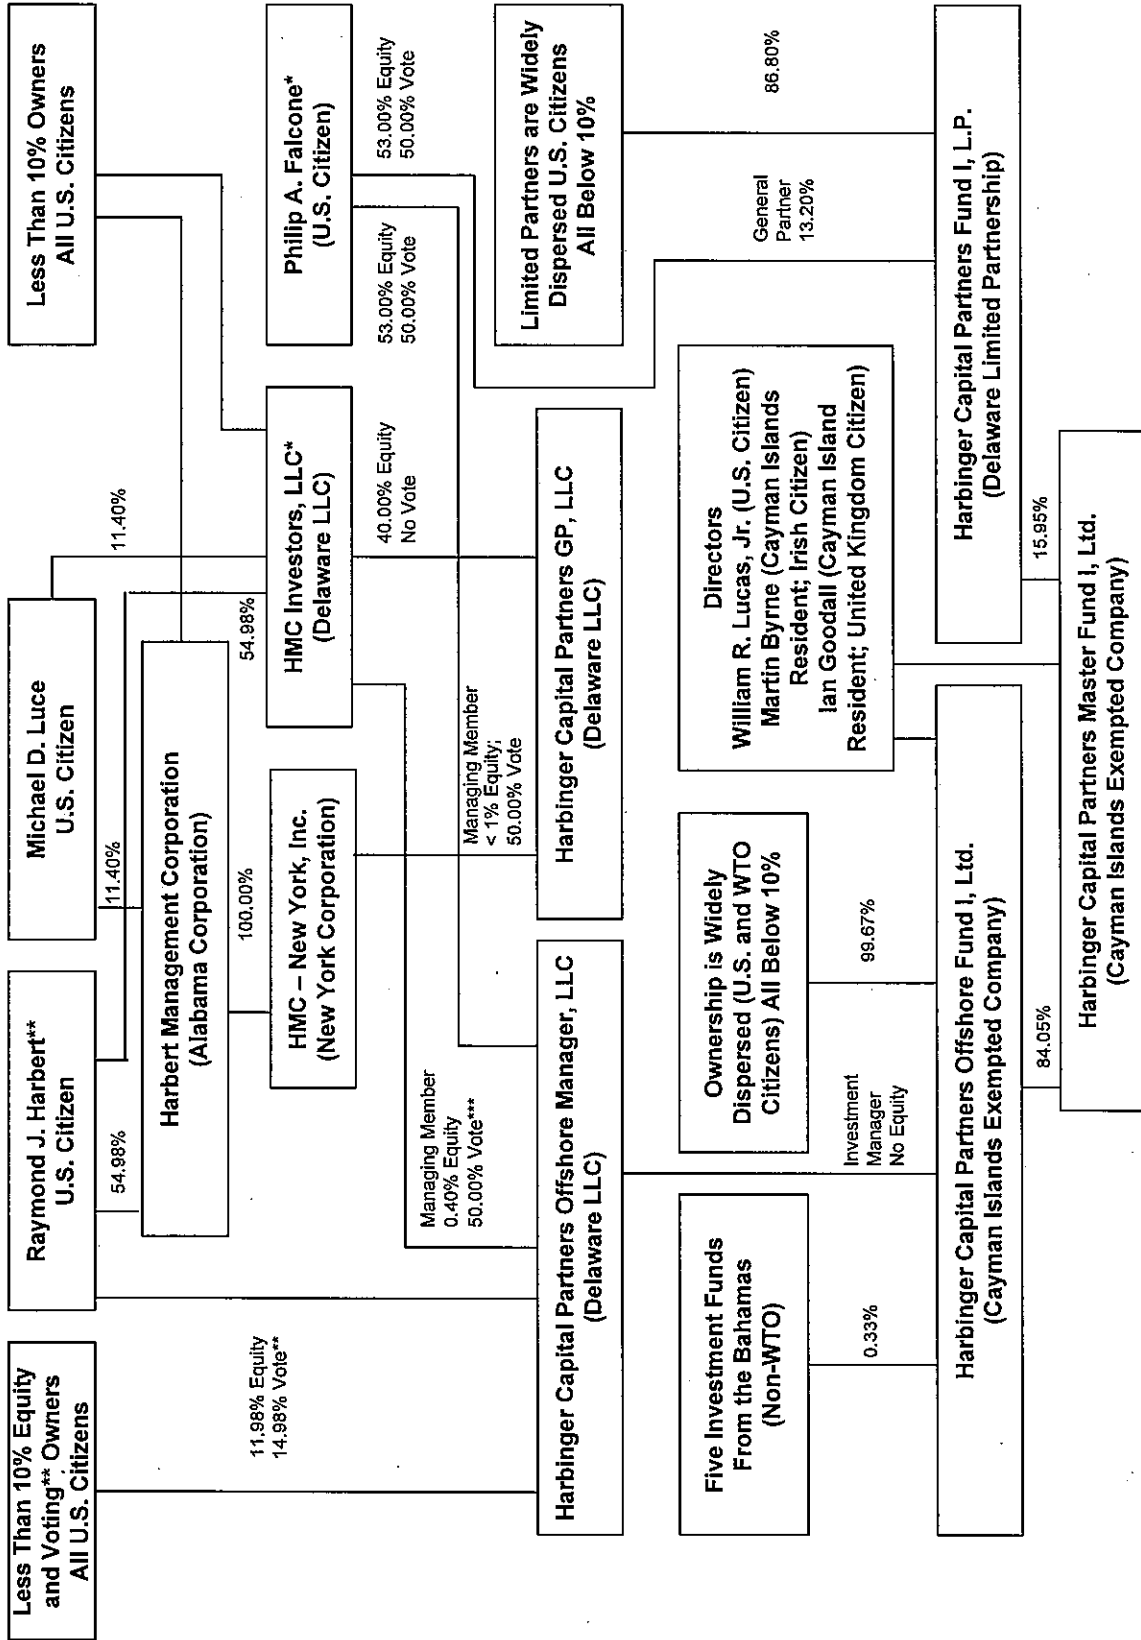 Less Than 10% Equity
and Voting** Owners
All U.S. Citizens
Raymond J. Harbert**
U.S. Citizen
Michael D. Luce
U.S. Citizen
Less Than 10% Owners
All U.S. Citizens
54.98%
11.40%
11.40%
Harbert Management Corporation
(Alabama Corporation)
54.98%
11.98% Equity
14.98% Vote**
100.00%
HMC – New York, Inc.
(New York Corporation)
HMC Investors, LLC*
(Delaware LLC)
Philip A. Falcone*
(U.S. Citizen)
Managing Member
0.40% Equity
50.00% Vote***
Managing Member
< 1% Equity;
50.00% Vote
40.00% Equity
No Vote
53.00% Equity
50.00% Vote
53.00% Equity
50.00% Vote
Harbinger Capital Partners Offshore Manager, LLC
(Delaware LLC)
Harbinger Capital Partners GP, LLC
(Delaware LLC)
Limited Partners are Widely
Dispersed U.S. Citizens
All Below 10%
Five Investment Funds
From the Bahamas
(Non-WTO)
Ownership is Widely
Dispersed (U.S. and WTO
Citizens) All Below 10%
Directors
William R. Lucas, Jr. (U.S. Citizen)
Martin Byrne (Cayman Islands
Resident; Irish Citizen)
Ian Goodall (Cayman Island
Resident; United Kingdom Citizen)
General
Partner
13.20%
86.80%
0.33%
Investment
Manager
No Equity
99.67%
Harbinger Capital Partners Offshore Fund I, Ltd.
(Cayman Islands Exempted Company)
Harbinger Capital Partners Fund I, L.P.
(Delaware Limited Partnership)
84.05%
15.95%
Harbinger Capital Partners Master Fund I, Ltd.
(Cayman Islands Exempted Company)